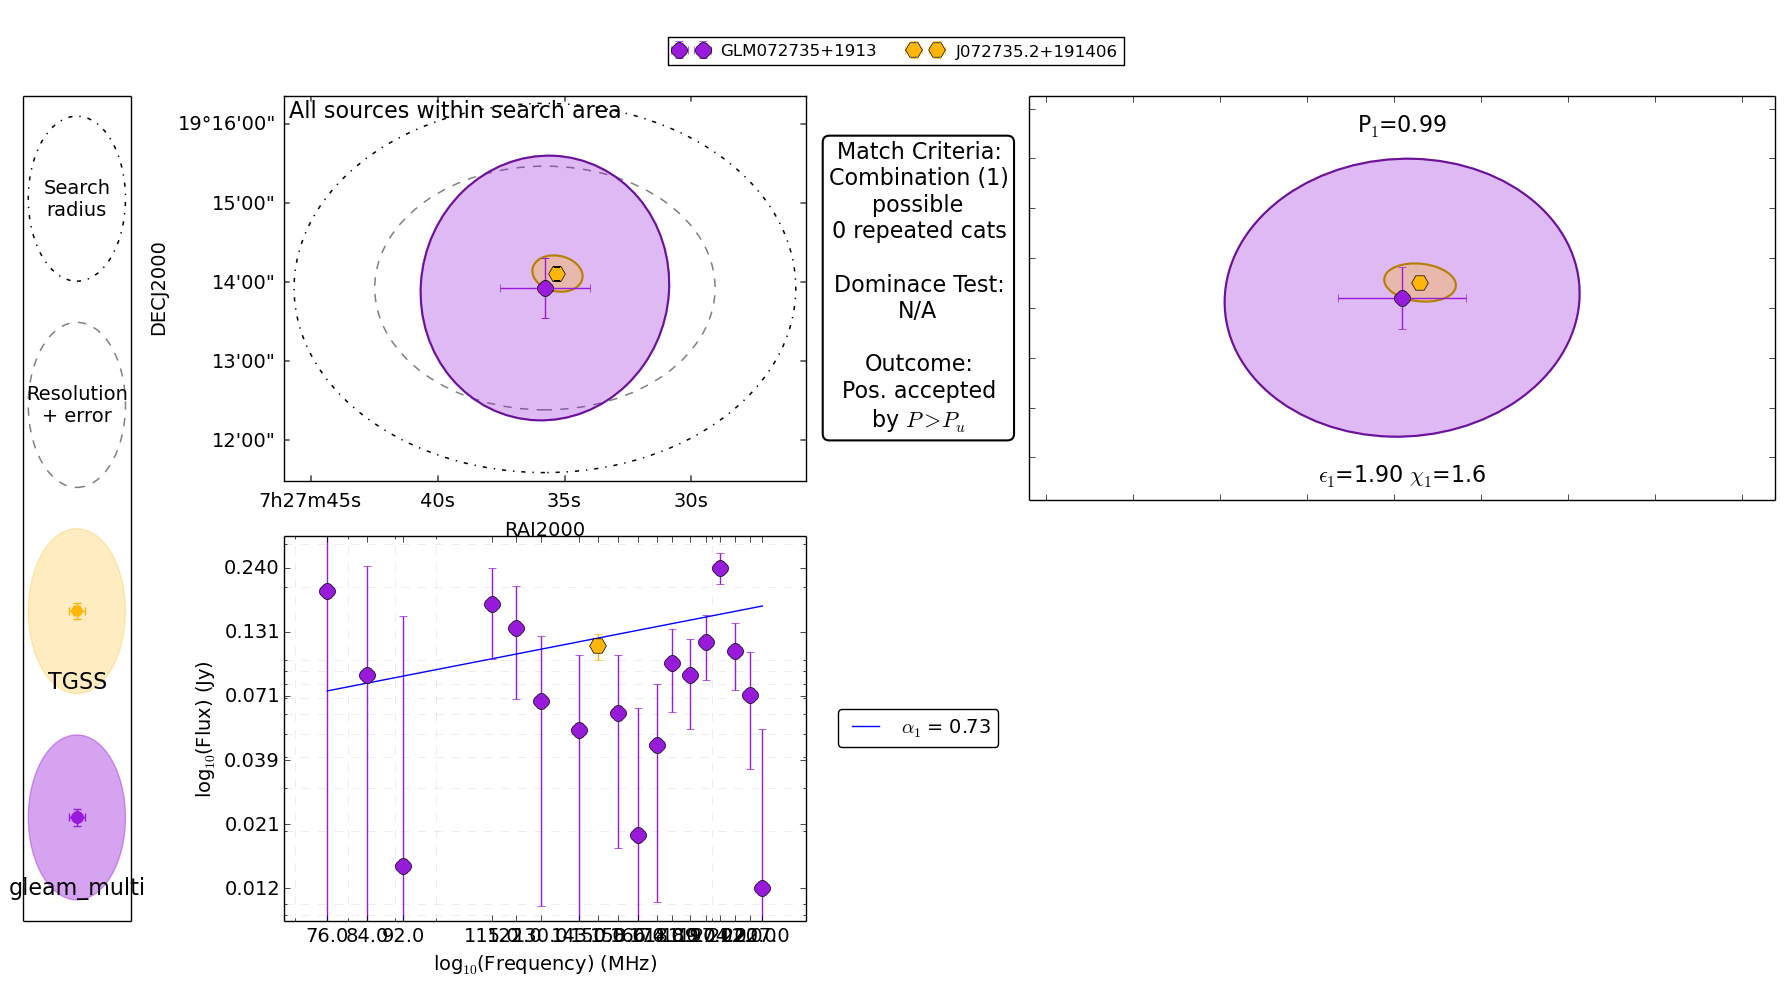 GLM072735+1913 J072735.2+191406
Search
radius
Resolution
+ error
TGSS
gleam_multi
All sources within search area
19°16'00"
15'00"
14'00"
13'00"
12'00"
DECJ2000
7h27m45s 40s 35s 30s
RAJ2000
Match Criteria:
Combination (1)
possible
0 repeated cats
Dominace Test:
N/A
Outcome:
Pos. accepted
by P>Pu
P1=0.99
ϵ1=1.90 χ1=1.6
0.240
0.131
0.071
0.039
0.021
0.012
log10(Flux) (Jy)
76.0 84.0 92.0
log10(Frequency) (MHz)
α1 = 0.73